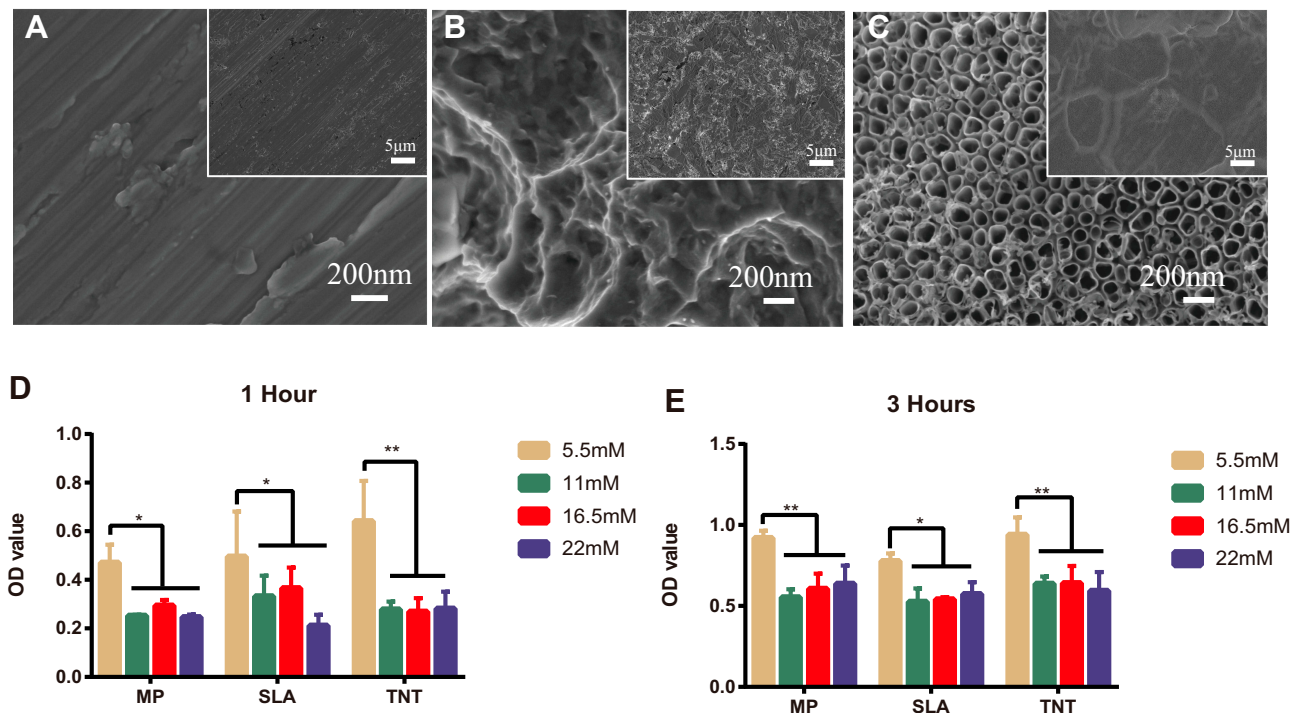 A
5μm
200nm
B
5μm
200nm
C
5μm
200nm
D
1 Hour
OD value
1.0
0.8
0.6
0.4
0.2
0.0
*
*
**
MP
SLA
TNT
5.5mM
11mM
16.5mM
22mM
E
3 Hours
OD value
1.5
1.0
0.5
0.0
**
*
**
MP
SLA
TNT
5.5mM
11mM
16.5mM
22mM